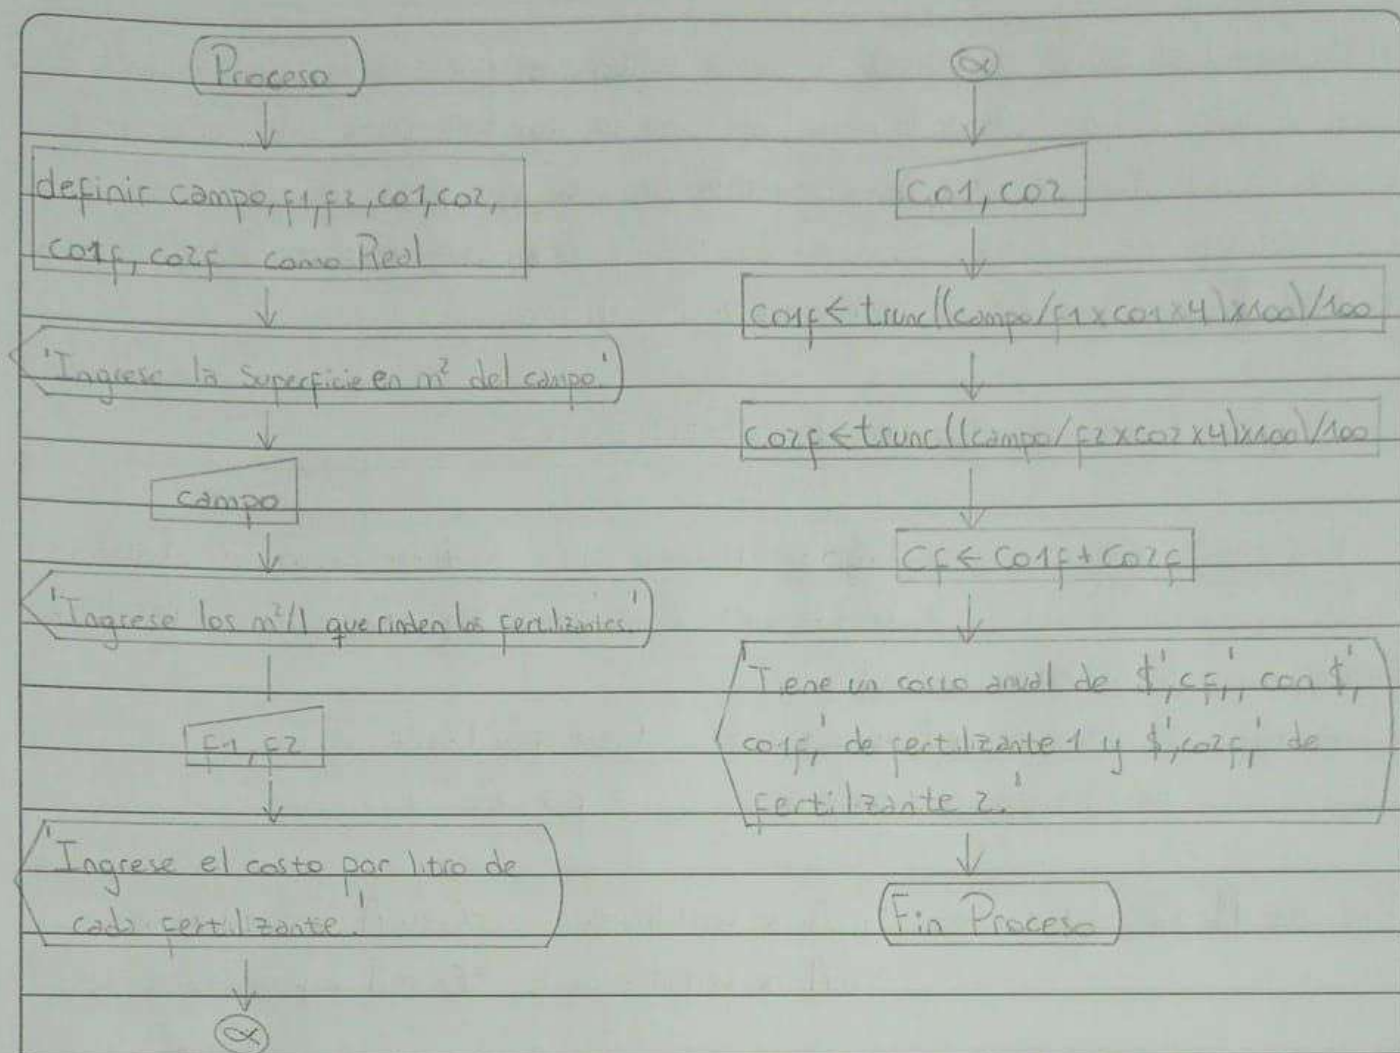 Proceso
definir campo, f1, f2, co1, co2,
co1f, co2f como Real
'Ingrese la superficie en m² del campo.'
campo
'Ingrese los m²/l que rinden los fertilizantes.'
f1, f2
'Ingrese el costo por litro de
cada fertilizante.'
α
α
co1, co2
co1f ← trunc((campo/f1 x co1 x 4) x 100)/100
co2f ← trunc((campo/f2 x co2 x 4) x 100)/100
cf ← co1f + co2f
'Tiene un costo anual de $', cf, ', con $',
co1f, ' de fertilizante 1 y $', co2f, ' de
fertilizante 2.'
Fin Proceso